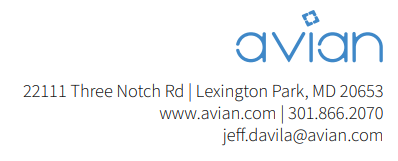 avian
22111 Three Notch Rd | Lexington Park, MD 20653
www.avian.com | 301.866.2070
jeff.davila@avian.com